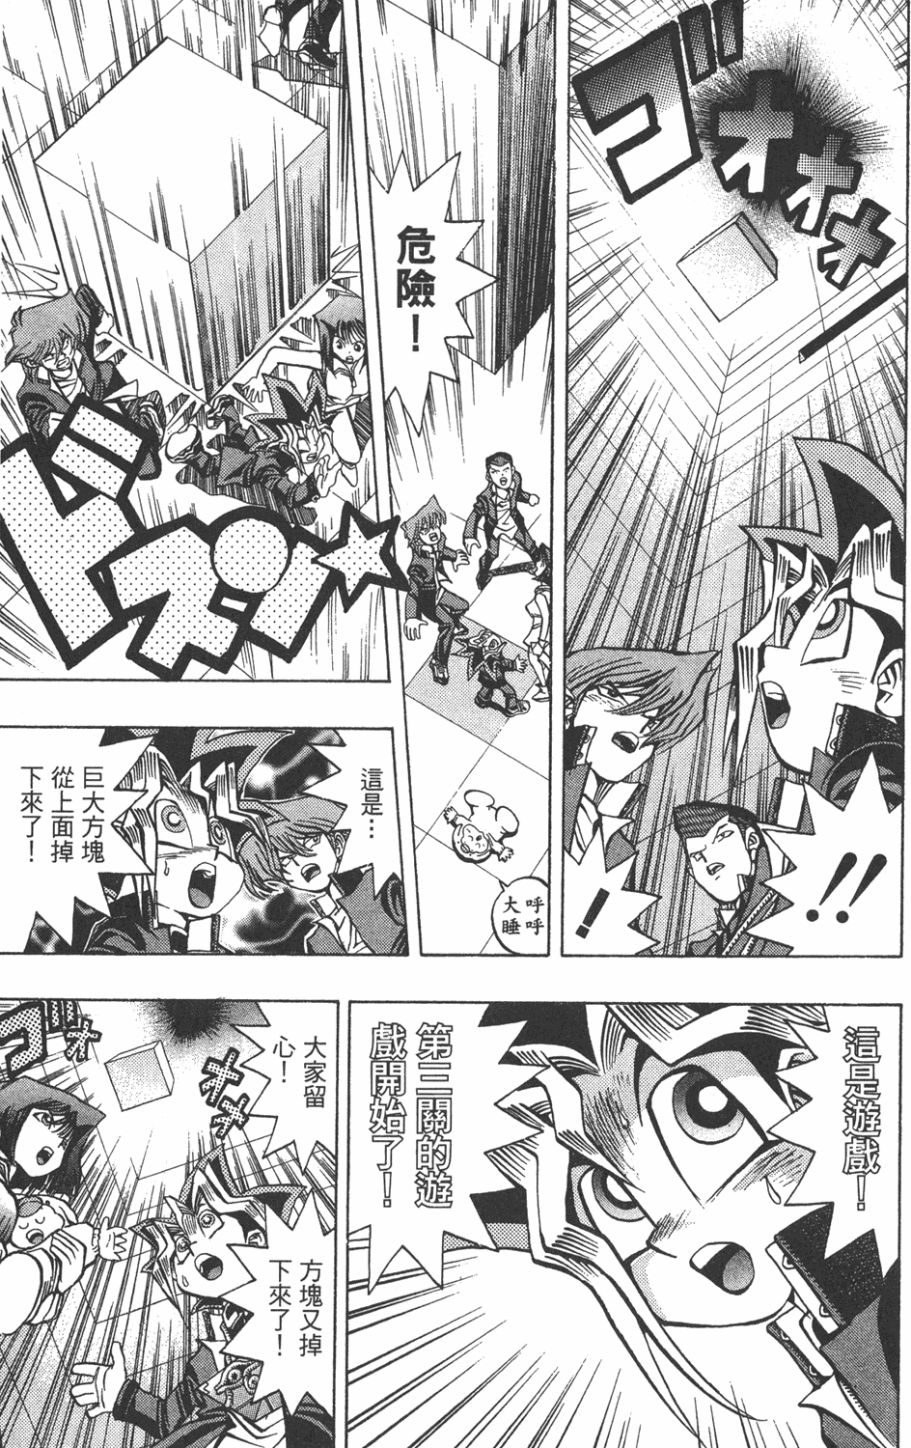 ゴオオオ
！！
！
危險！
呼呼
大睡
ドズン
這是…
巨大方塊
從上面掉
下來了！
這是遊戲！
第三關的遊
戲開始了！
ゴオオオ
大家留
心！
方塊又掉
下來了！